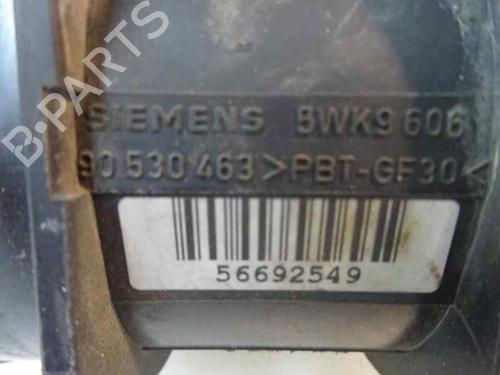 SIEMENS 5WK9 606
90 530 463 >PBT-GF30<
56692549
B-PARTS